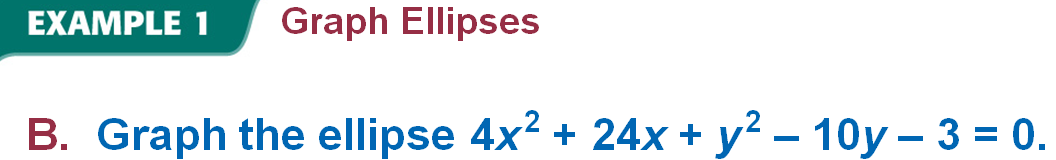 EXAMPLE 1 Graph Ellipses
B. Graph the ellipse 4x² + 24x + y² – 10y – 3 = 0.